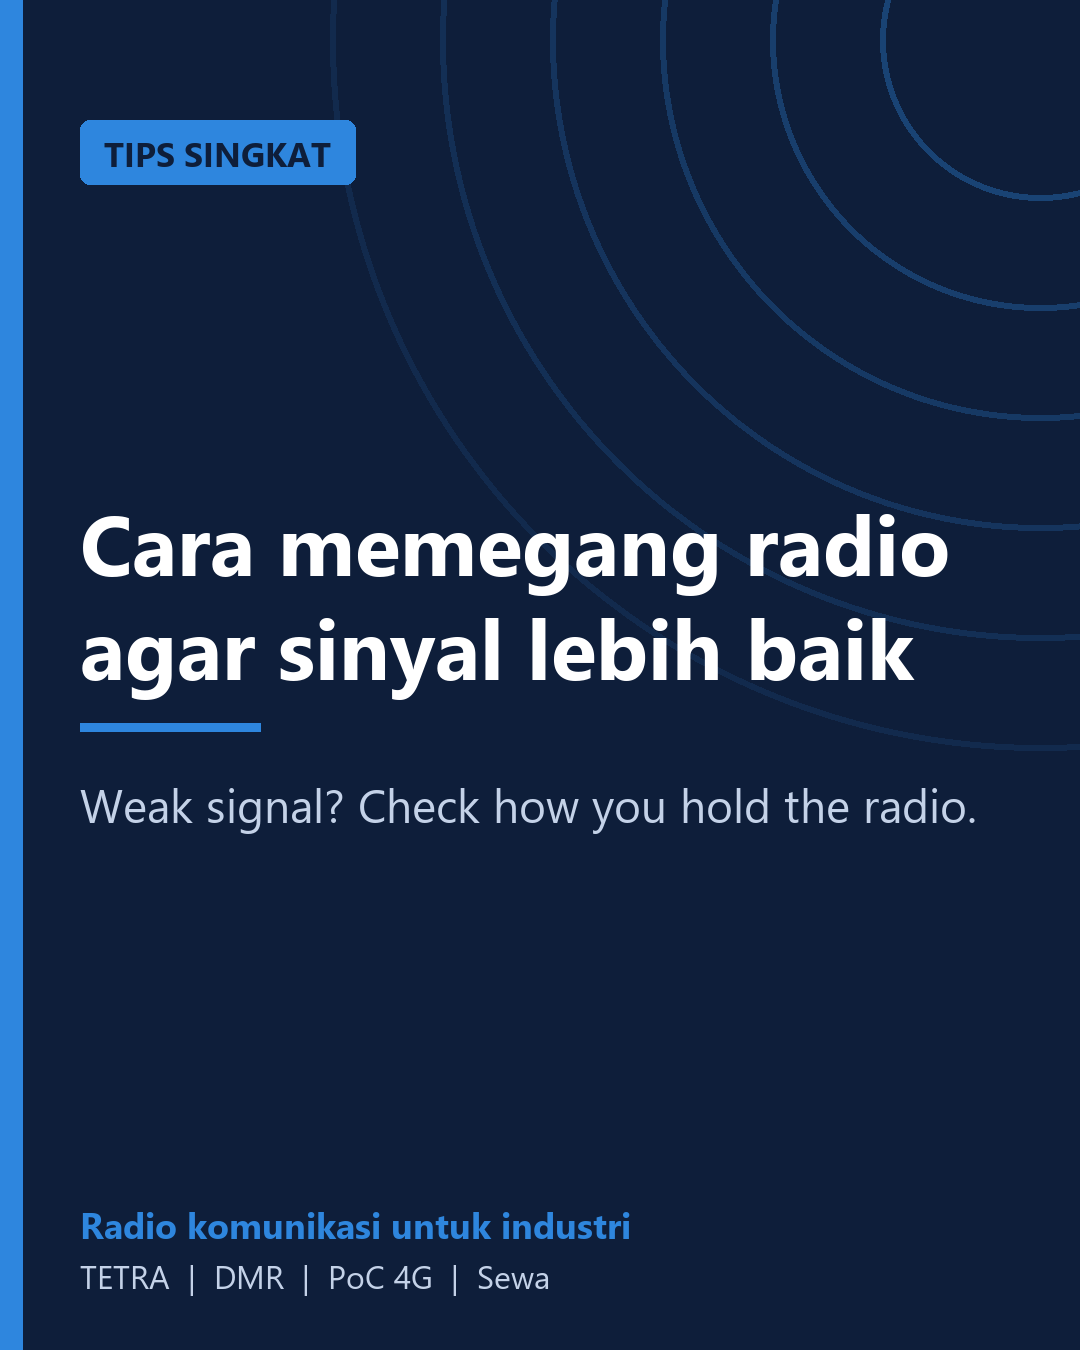 TIPS SINGKAT
Cara memegang radio
agar sinyal lebih baik
Weak signal? Check how you hold the radio.
Radio komunikasi untuk industri
TETRA | DMR | PoC 4G | Sewa